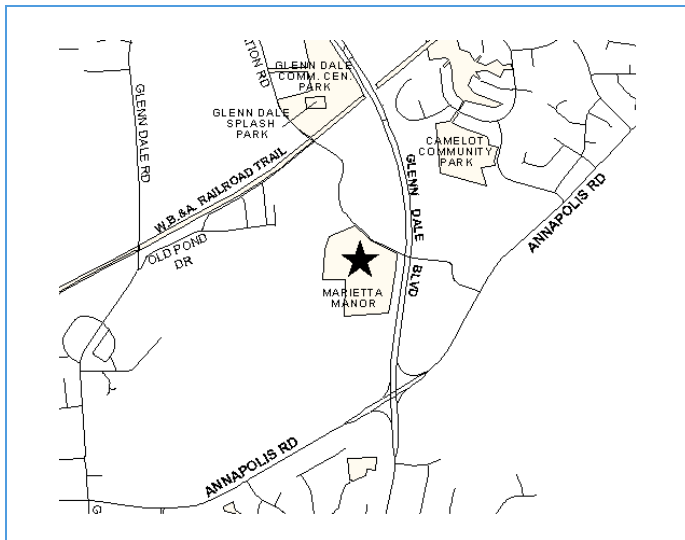 GLENN DALE
COMM. CEN.
PARK
ATION RD
GLENN DALE RD
GLENN DALE
SPLASH
PARK
CAMELOT
COMMUNITY
PARK
W.B.&A. RAILROAD TRAIL
GLENN DALE BLVD
ANNAPOLIS RD
OLD POND
DR
MARIETTA
MANOR
ANNAPOLIS RD
G